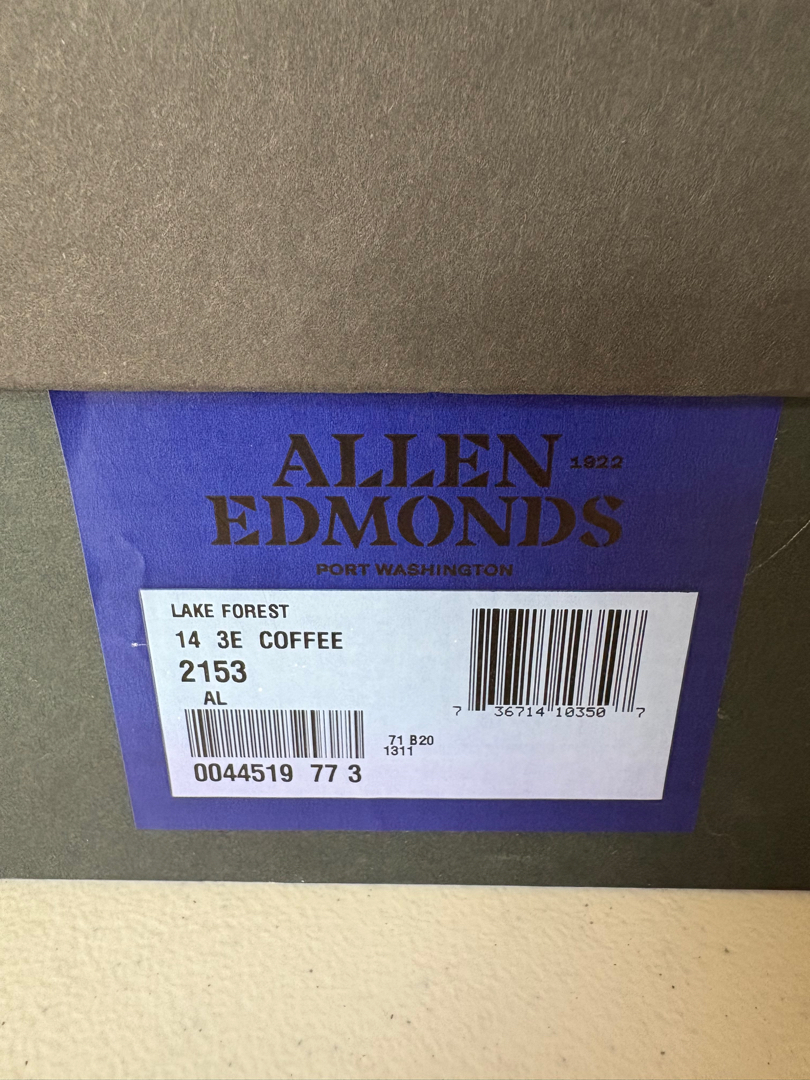 ALLEN 1922
EDMONDS
PORT WASHINGTON
LAKE FOREST
14 3E COFFEE
2153
AL
7 36714 10350 7
71 B20
1311
0044519 77 3